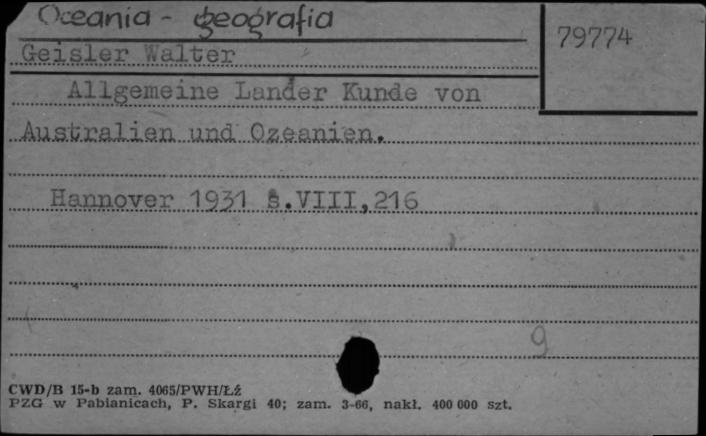 Oceania - geografia
79774
Geisler Walter
Allgemeine Lander Kunde von
Australien und Ozeanien.
Hannover 1931 s.VIII,216
9
CWD/B 15-b zam. 4065/PWH/Łź
PZG w Pabianicach, P. Skargi 40; zam. 3-66, nakł. 400 000 szt.